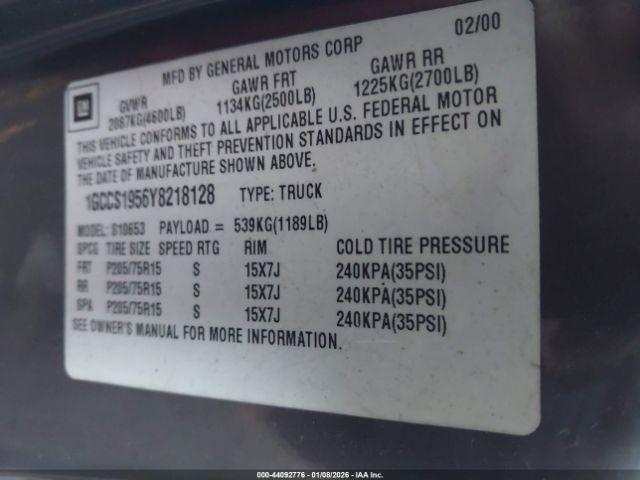 02/00
MFD BY GENERAL MOTORS CORP
GM
GVWR GAWR FRT GAWR RR
2087KG(4600LB) 1134KG(2500LB) 1225KG(2700LB)
THIS VEHICLE CONFORMS TO ALL APPLICABLE U.S. FEDERAL MOTOR
VEHICLE SAFETY AND THEFT PREVENTION STANDARDS IN EFFECT ON
THE DATE OF MANUFACTURE SHOWN ABOVE.
1GCCS1956Y8218128 TYPE: TRUCK
MODEL: S10653 PAYLOAD = 539KG(1189LB)
SPCG TIRE SIZE SPEED RTG RIM COLD TIRE PRESSURE
FRT P205/75R15 S 15X7J 240KPA(35PSI)
RR P205/75R15 S 15X7J 240KPA(35PSI)
SPA P205/75R15 S 15X7J 240KPA(35PSI)
SEE OWNER'S MANUAL FOR MORE INFORMATION.
000-44092776 - 01/08/2026 - IAA Inc.